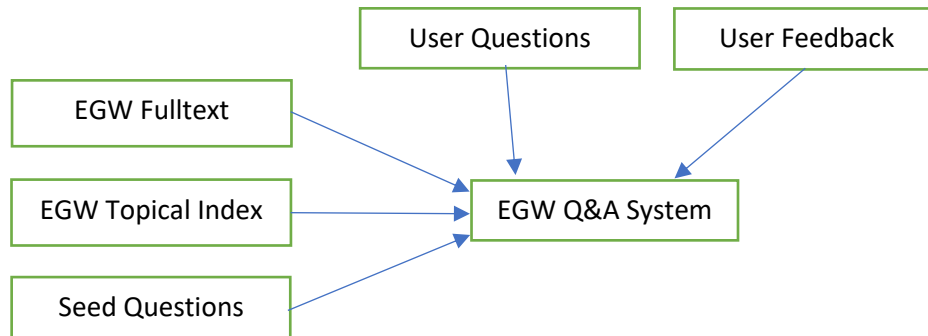 User Questions
User Feedback
EGW Fulltext
EGW Topical Index
EGW Q&A System
Seed Questions